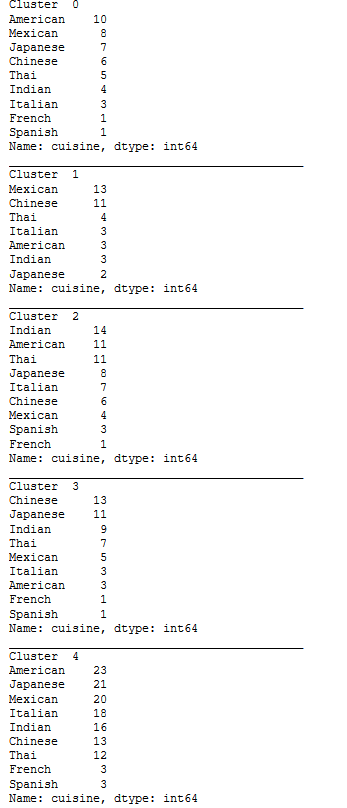 Cluster  0
American    10
Mexican      8
Japanese     7
Chinese      6
Thai         5
Indian       4
Italian      3
French       1
Spanish      1
Name: cuisine, dtype: int64
Cluster  1
Mexican     13
Chinese     11
Thai         4
Italian      3
American     3
Indian       3
Japanese     2
Name: cuisine, dtype: int64
Cluster  2
Indian      14
American    11
Thai        11
Japanese     8
Italian      7
Chinese      6
Mexican      4
Spanish      3
French       1
Name: cuisine, dtype: int64
Cluster  3
Chinese     13
Japanese    11
Indian       9
Thai         7
Mexican      5
Italian      3
American     3
French       1
Spanish      1
Name: cuisine, dtype: int64
Cluster  4
American    23
Japanese    21
Mexican     20
Italian     18
Indian      16
Chinese     13
Thai        12
French       3
Spanish      3
Name: cuisine, dtype: int64